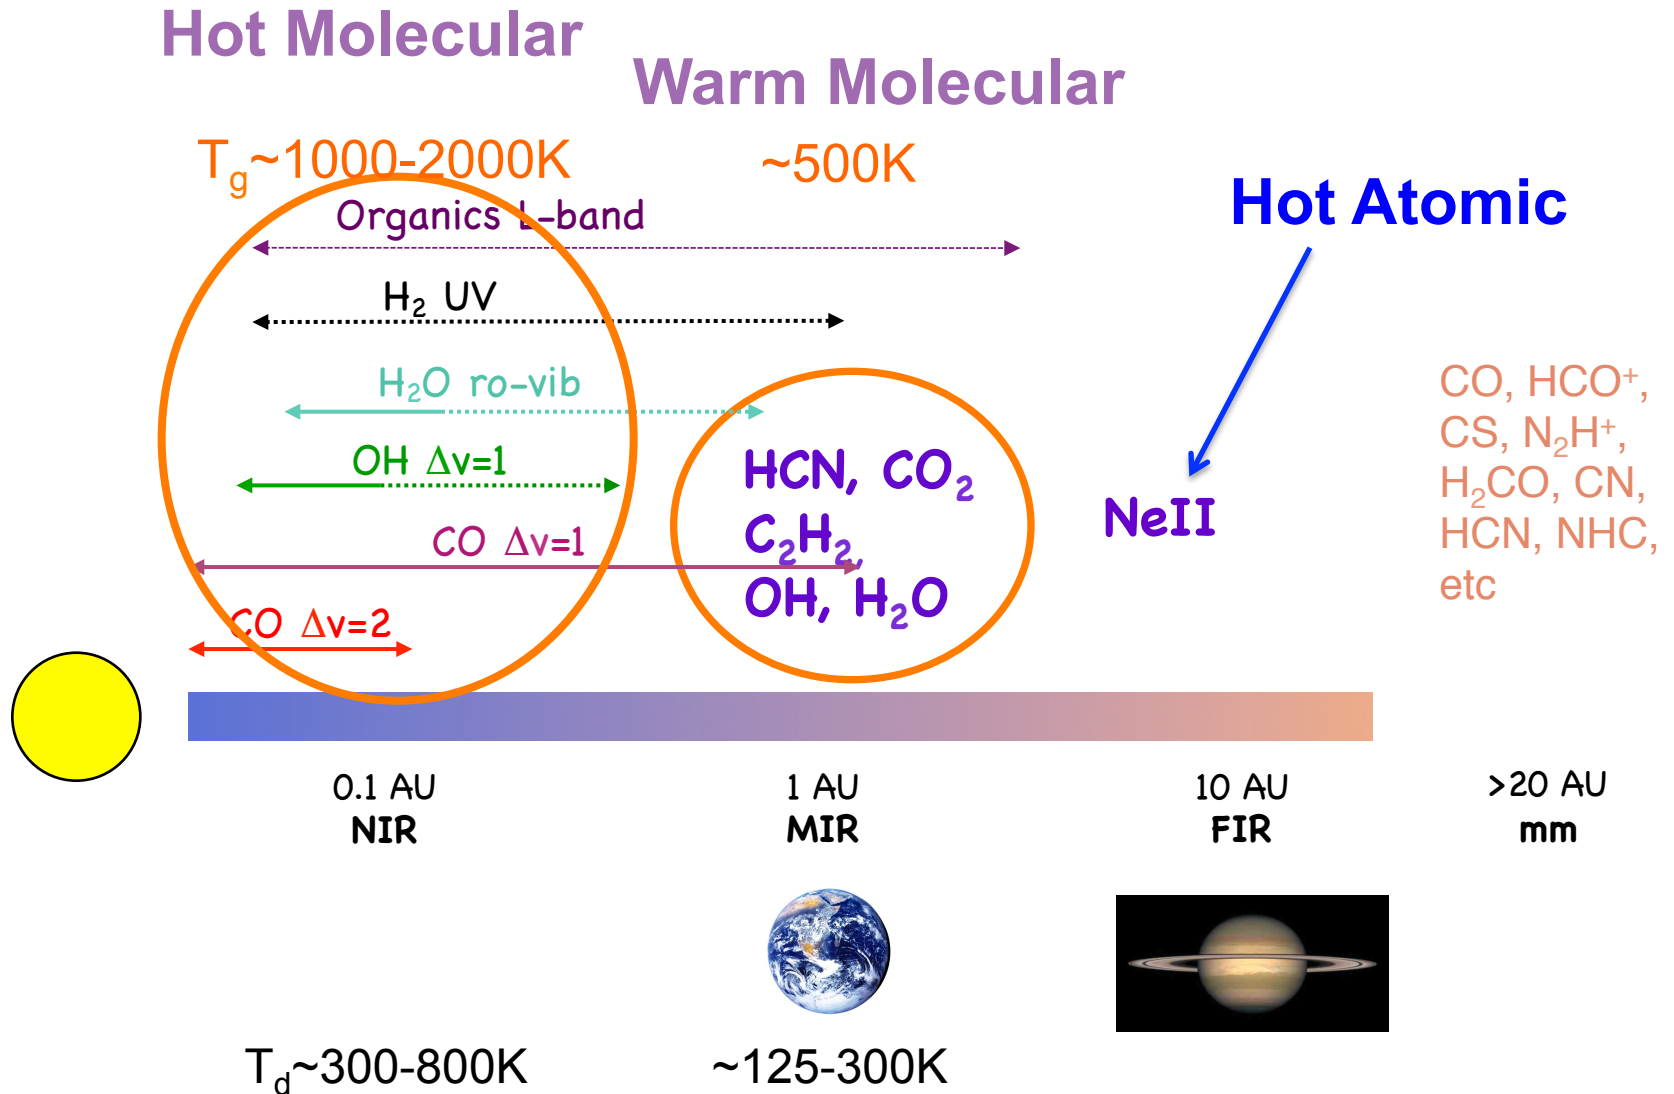 Hot Molecular
Warm Molecular
T_g~1000-2000K
~500K
Hot Atomic
Organics L-band
H₂ UV
H₂O ro-vib
OH Δv=1
CO Δv=1
CO Δv=2
HCN, CO₂
C₂H₂,
OH, H₂O
NeII
CO, HCO⁺,
CS, N₂H⁺,
H₂CO, CN,
HCN, NHC,
etc
0.1 AU
NIR
1 AU
MIR
10 AU
FIR
>20 AU
mm
T_d~300-800K
~125-300K